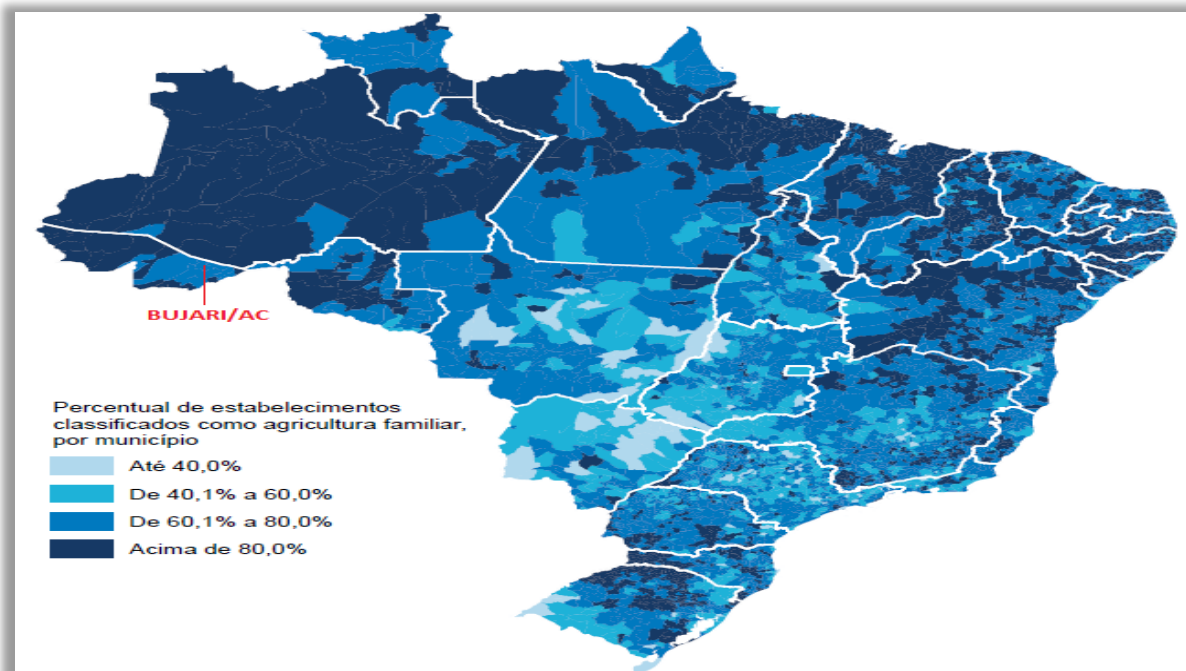 BUJARI/AC
Percentual de estabelecimentos
classificados como agricultura familiar,
por município
Até 40,0%
De 40,1% a 60,0%
De 60,1% a 80,0%
Acima de 80,0%